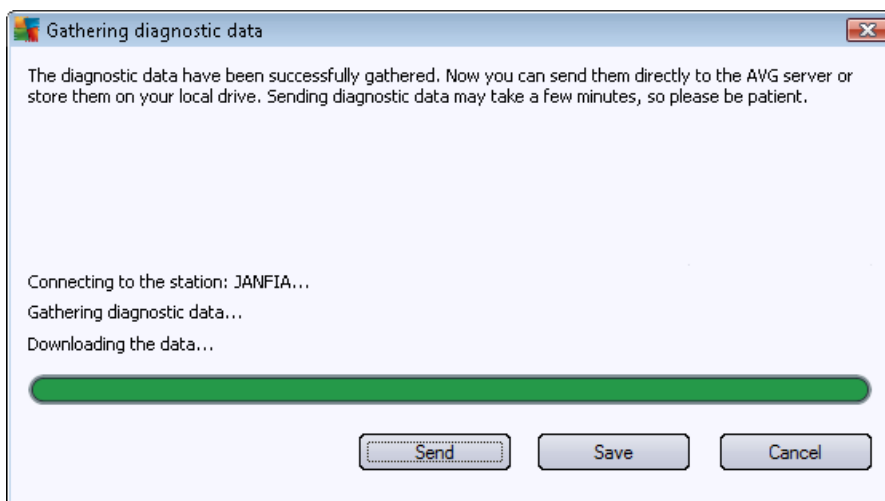 Gathering diagnostic data
The diagnostic data have been successfully gathered. Now you can send them directly to the AVG server or
store them on your local drive. Sending diagnostic data may take a few minutes, so please be patient.
Connecting to the station: JANFIA...
Gathering diagnostic data...
Downloading the data...
Send Save Cancel